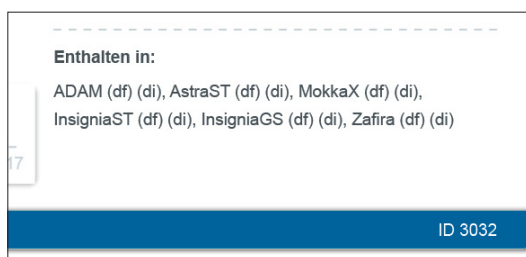 Enthalten in:
ADAM (df) (di), AstraST (df) (di), MokkaX (df) (di),
InsigniaST (df) (di), InsigniaGS (df) (di), Zafira (df) (di)
17
ID 3032